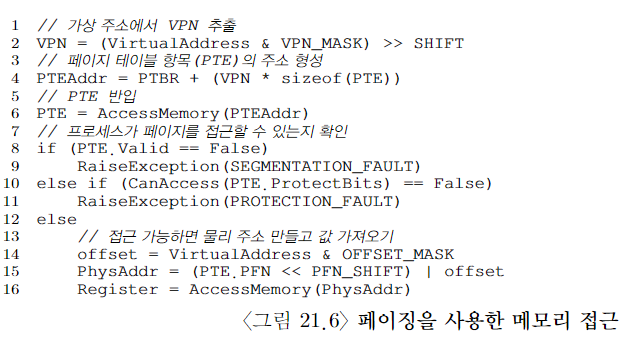 1 // 가상 주소에서 VPN 추출
2 VPN = (VirtualAddress & VPN_MASK) >> SHIFT
3 // 페이지 테이블 항목(PTE)의 주소 형성
4 PTEAddr = PTBR + (VPN * sizeof(PTE))
5 // PTE 반입
6 PTE = AccessMemory(PTEAddr)
7 // 프로세스가 페이지를 접근할 수 있는지 확인
8 if (PTE.Valid == False)
9 RaiseException(SEGMENTATION_FAULT)
10 else if (CanAccess(PTE.ProtectBits) == False)
11 RaiseException(PROTECTION_FAULT)
12 else
13 // 접근 가능하면 물리 주소 만들고 값 가져오기
14 offset = VirtualAddress & OFFSET_MASK
15 PhysAddr = (PTE.PFN << PFN_SHIFT) | offset
16 Register = AccessMemory(PhysAddr)
〈그림 21.6〉 페이징을 사용한 메모리 접근